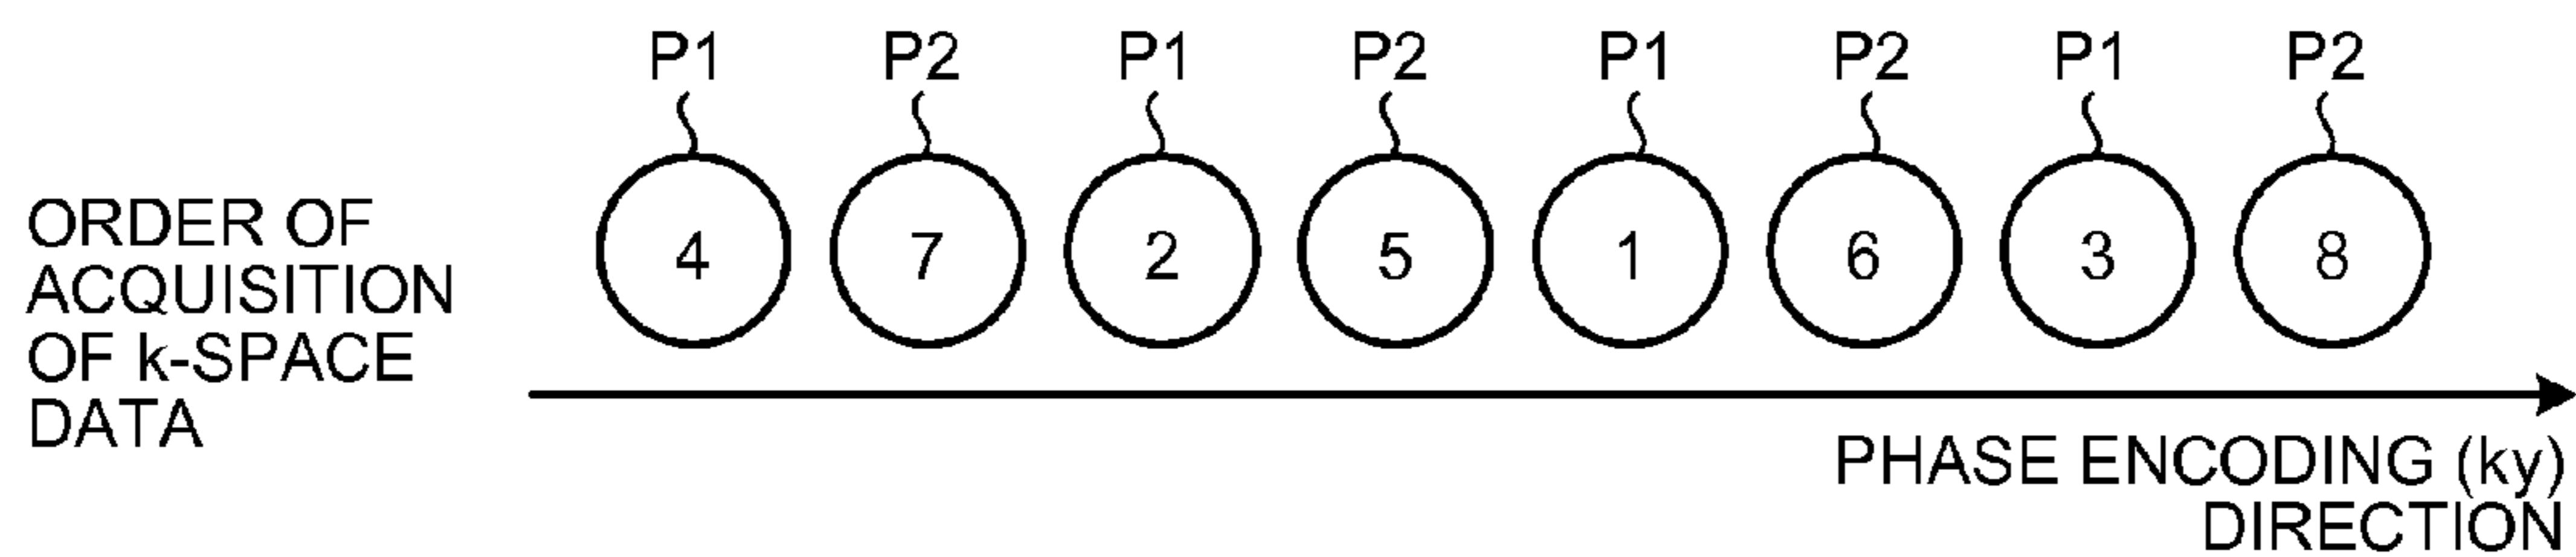 P1 P2 P1 P2 P1 P2 P1 P2
4 7 2 5 1 6 3 8
ORDER OF
ACQUISITION
OF k-SPACE
DATA
PHASE ENCODING (ky)
DIRECTION